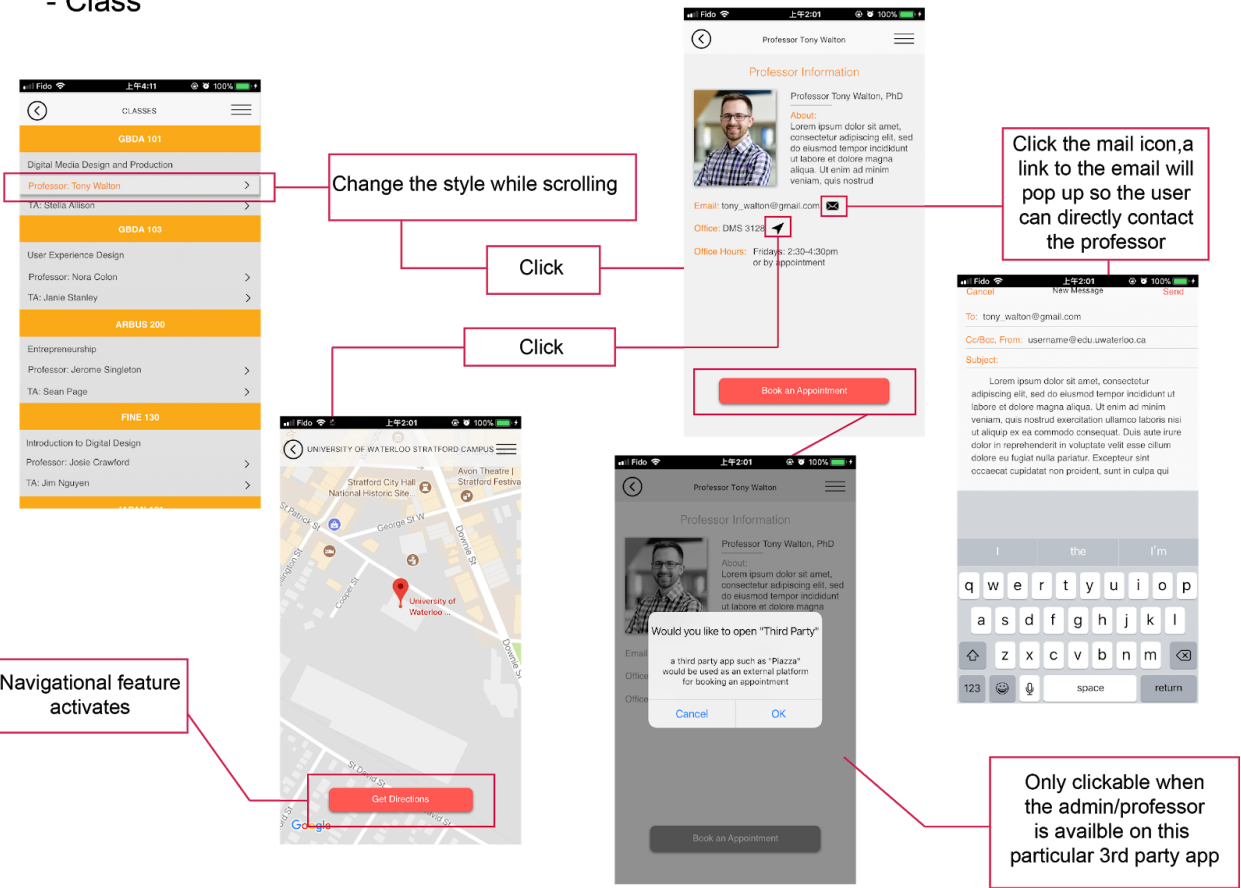 - Class
Fido
上午4:11
100%
CLASSES
GBDA 101
Digital Media Design and Production
Professor: Tony Walton
TA: Stella Allison
GBDA 103
User Experience Design
Professor: Nora Colon
TA: Janie Stanley
ARBUS 200
Entrepreneurship
Professor: Jerome Singleton
TA: Sean Page
FINE 130
Introduction to Digital Design
Professor: Josie Crawford
TA: Jim Nguyen
Change the style while scrolling
Click
Click
Fido
上午2:01
100%
Professor Tony Walton
Professor Information
Professor Tony Walton, PhD
About:
Lorem ipsum dolor sit amet,
consectetur adipiscing elit, sed
do eiusmod tempor incididunt
ut labore et dolore magna
aliqua. Ut enim ad minim
veniam, quis nostrud
Email: tony_walton@gmail.com
Office: DMS 3128
Office Hours: Fridays: 2:30-4:30pm
or by appointment
Book an Appointment
Click the mail icon,a
link to the email will
pop up so the user
can directly contact
the professor
Fido
上午2:01
100%
Cancel
New Message
Send
To: tony_walton@gmail.com
Cc/Bcc, From: username@edu.uwaterloo.ca
Subject:
Lorem ipsum dolor sit amet, consectetur
adipiscing elit, sed do eiusmod tempor incididunt ut
labore et dolore magna aliqua. Ut enim ad minim
veniam, quis nostrud exercitation ullamco laboris nisi
ut aliquip ex ea commodo consequat. Duis aute irure
dolor in reprehenderit in voluptate velit esse cillum
dolore eu fugiat nulla pariatur. Excepteur sint
occaecat cupidatat non proident, sunt in culpa qui
I the I'm
q w e r t y u i o p
a s d f g h j k l
z x c v b n m
123 space return
Fido
上午2:01
100%
UNIVERSITY OF WATERLOO STRATFORD CAMPUS
Avon Theatre |
Stratford Festiva
Stratford City Hall
National Historic Site...
St Patrick St
George St W
Downie St
Cooper St
University of
Waterloo ...
Downie S
St David St
Get Directions
Google
Navigational feature
activates
Fido
上午2:01
100%
Professor Tony Walton
Professor Information
Professor Tony Walton, PhD
About:
Lorem ipsum dolor sit amet,
consectetur adipiscing elit, sed
do eiusmod tempor incididunt
ut labore et dolore magna
Would you like to open "Third Party"
a third party app such as "Piazza"
would be used as an external platform
for booking an appointment
Cancel OK
Email
Office
Office
Book an Appointment
Only clickable when
the admin/professor
is availble on this
particular 3rd party app